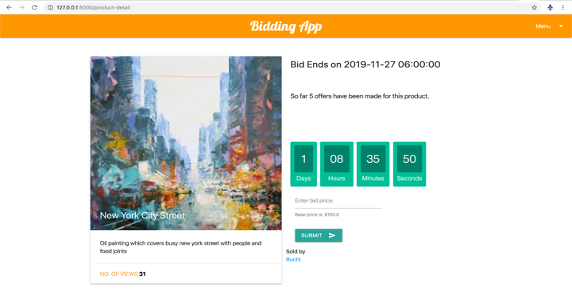 127.0.0.1:5000/product-detail
Bidding App
Menu
New York City Street
Oil painting which covers busy new york street with people and
food joints
NO. OF VIEWS 31
Bid Ends on 2019-11-27 06:00:00
So far 5 offers have been made for this product.
1 08 35 50
Days Hours Minutes Seconds
Enter bid price:
Base price is $100.0
SUBMIT
Sold by
Ruchi